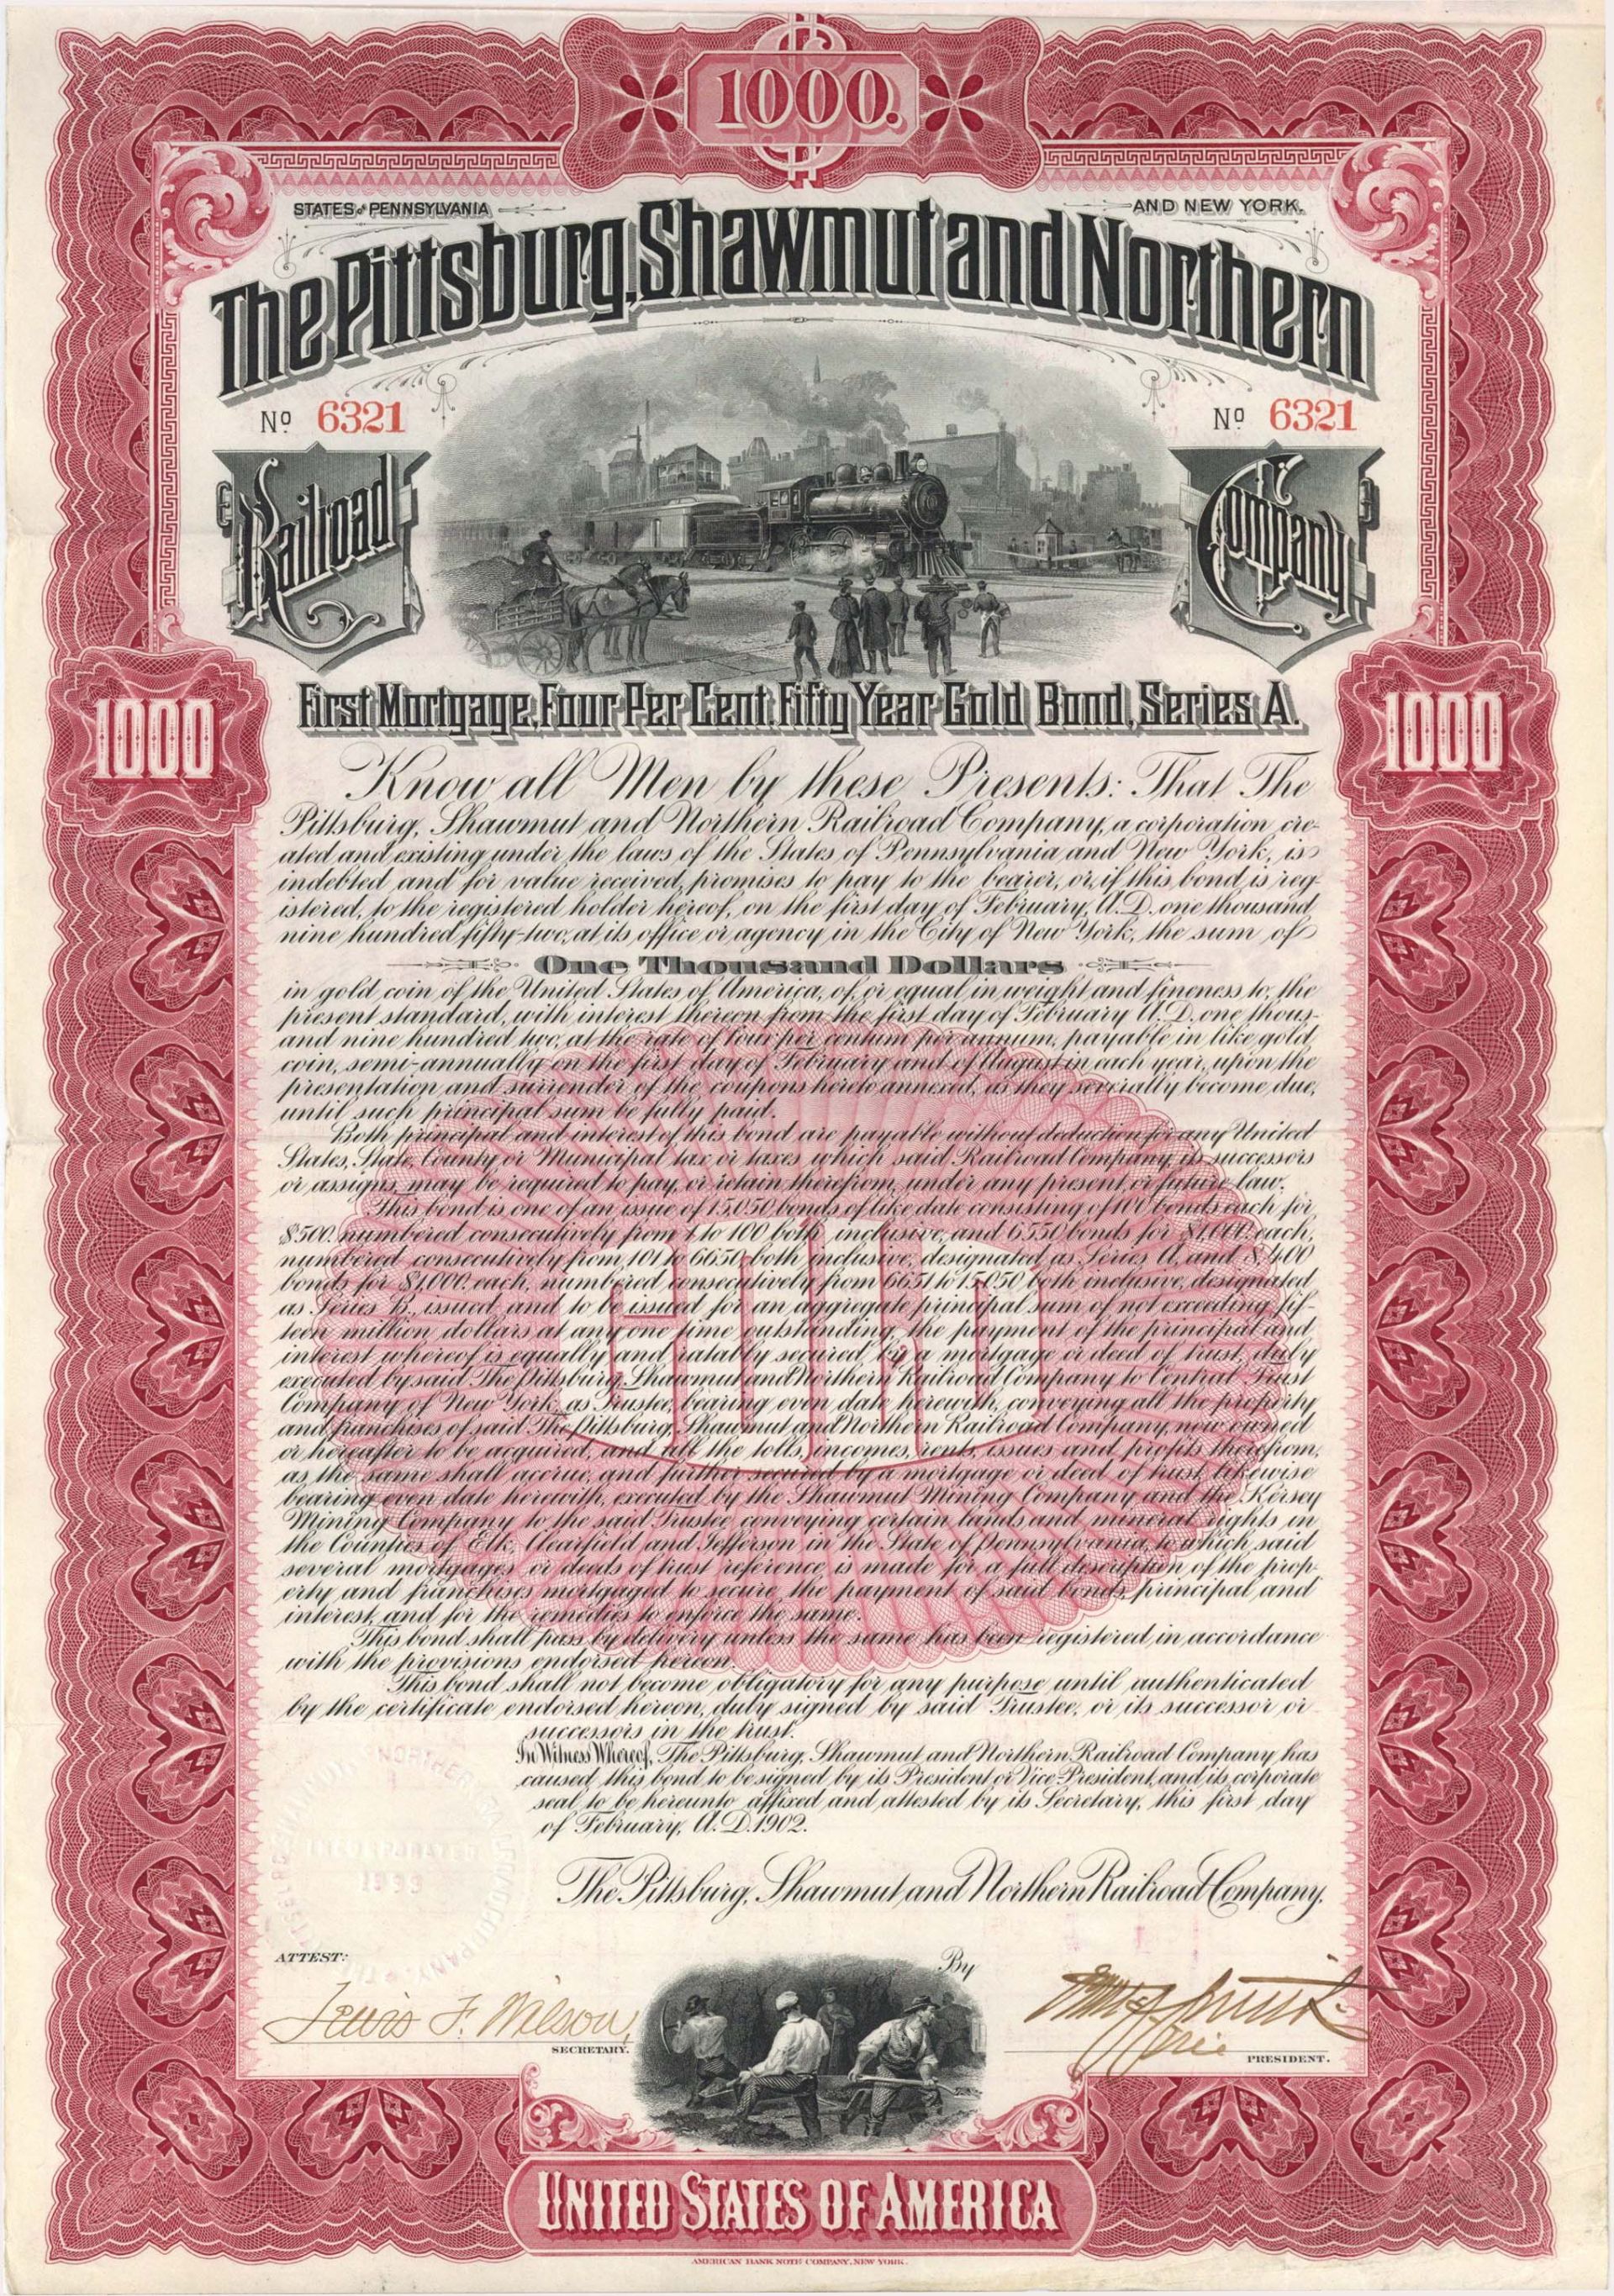 1000.
STATES of PENNSYLVANIA
AND NEW YORK.
The Pittsburg, Shawmut and Northern
Nº 6321
Nº 6321
Railroad
Company
First Mortgage, Four Per Cent, Fifty Year Gold Bond, Series A.
1000
1000
Know all Men by these Presents: That The
Pittsburg, Shawmut and Northern Railroad Company, a corporation cre-
ated and existing under the laws of the States of Pennsylvania and New York, is
indebted and for value received, promises to pay to the bearer, or, if this bond is reg-
istered, to the registered holder hereof, on the first day of February, A.D. one thousand
nine hundred fifty-two, at its office or agency in the City of New York, the sum of
One Thousand Dollars
in gold coin of the United States of America, of, or equal in weight and fineness to, the
present standard, with interest thereon from the first day of February A.D. one thous-
and nine hundred two, at the rate of four per centum per annum, payable in like gold
coin, semi-annually on the first day of February and of August in each year, upon the
presentation and surrender of the coupons hereto annexed, as they severally become due,
until such principal sum be fully paid.
Both principal and interest of this bond are payable without deduction for any United
States, State, County or Municipal tax or taxes which said Railroad Company, its successors
or assigns, may be required to pay, or retain therefrom, under any present or future law.
This bond is one of an issue of 15,050 bonds of like date consisting of 100 bonds each for
$500. numbered consecutively from 1 to 100 both inclusive, and 6550 bonds for $1,000. each,
numbered consecutively from 101 to 6650 both inclusive, designated as Series A, and 8,400
bonds for $1,000. each, numbered consecutively from 6651 to 15,050 both inclusive, designated
as Series B, issued and to be issued for an aggregate principal sum of not exceeding fif-
teen million dollars at any one time outstanding, the payment of the principal and
interest whereof is equally and ratably secured by a mortgage or deed of trust, duly
executed by said The Pittsburg, Shawmut and Northern Railroad Company to Central Trust
Company of New York, as Trustee, bearing even date herewith, conveying all the property
and franchises of said The Pittsburg, Shawmut and Northern Railroad Company, now owned
or hereafter to be acquired, and all the tolls, incomes, rents, issues and profits therefrom,
as the same shall accrue, and further secured by a mortgage or deed of trust, likewise
bearing even date herewith, executed by the Shawmut Mining Company and the Kersey
Mining Company to the said Trustee conveying certain lands and mineral rights in
the Counties of Elk, Clearfield and Jefferson in the State of Pennsylvania, to which said
several mortgages or deeds of trust reference is made for a full description of the prop-
erty and franchises mortgaged to secure the payment of said bonds, principal and
interest, and for the remedies to enforce the same.
This bond shall pass by delivery unless the same has been registered in accordance
with the provisions endorsed hereon.
This bond shall not become obligatory for any purpose until authenticated
by the certificate endorsed hereon, duly signed by said Trustee, or its successor or
successors in the trust.
In Witness Whereof, The Pittsburg, Shawmut and Northern Railroad Company has
caused this bond to be signed by its President or Vice President, and its corporate
seal to be hereunto affixed and attested by its Secretary, this first day
of February, A.D. 1902.
INCORPORATED
1899
The Pittsburg, Shawmut and Northern Railroad Company,
ATTEST:
By
Lewis F. Wilson,
SECRETARY.
Vice
PRESIDENT.
UNITED STATES OF AMERICA
AMERICAN BANK NOTE COMPANY, NEW YORK.